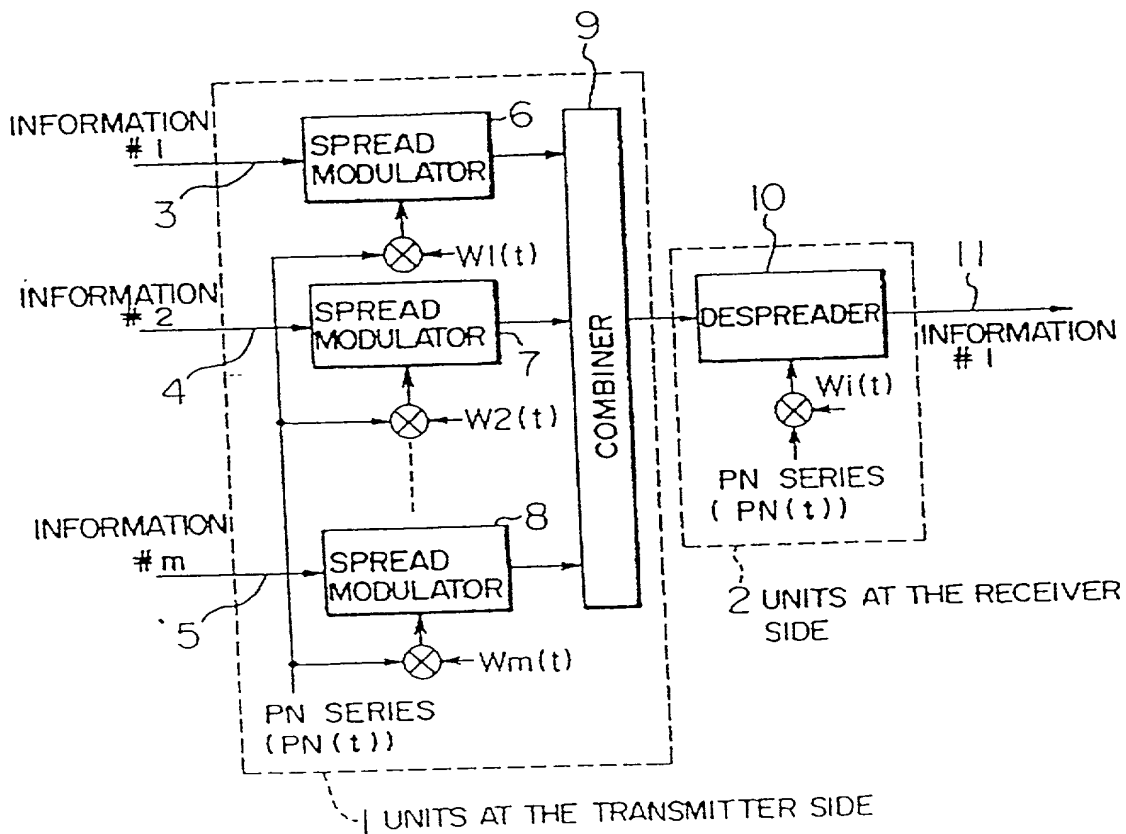 9
INFORMATION
#1
3
SPREAD
MODULATOR
6
W1(t)
INFORMATION
#2
4
SPREAD
MODULATOR
7
W2(t)
INFORMATION
#m
5
SPREAD
MODULATOR
8
Wm(t)
PN SERIES
(PN(t))
COMBINER
10
DESPREADER
11
INFORMATION
#1
Wi(t)
PN SERIES
(PN(t))
2 UNITS AT THE RECEIVER
SIDE
1 UNITS AT THE TRANSMITTER SIDE